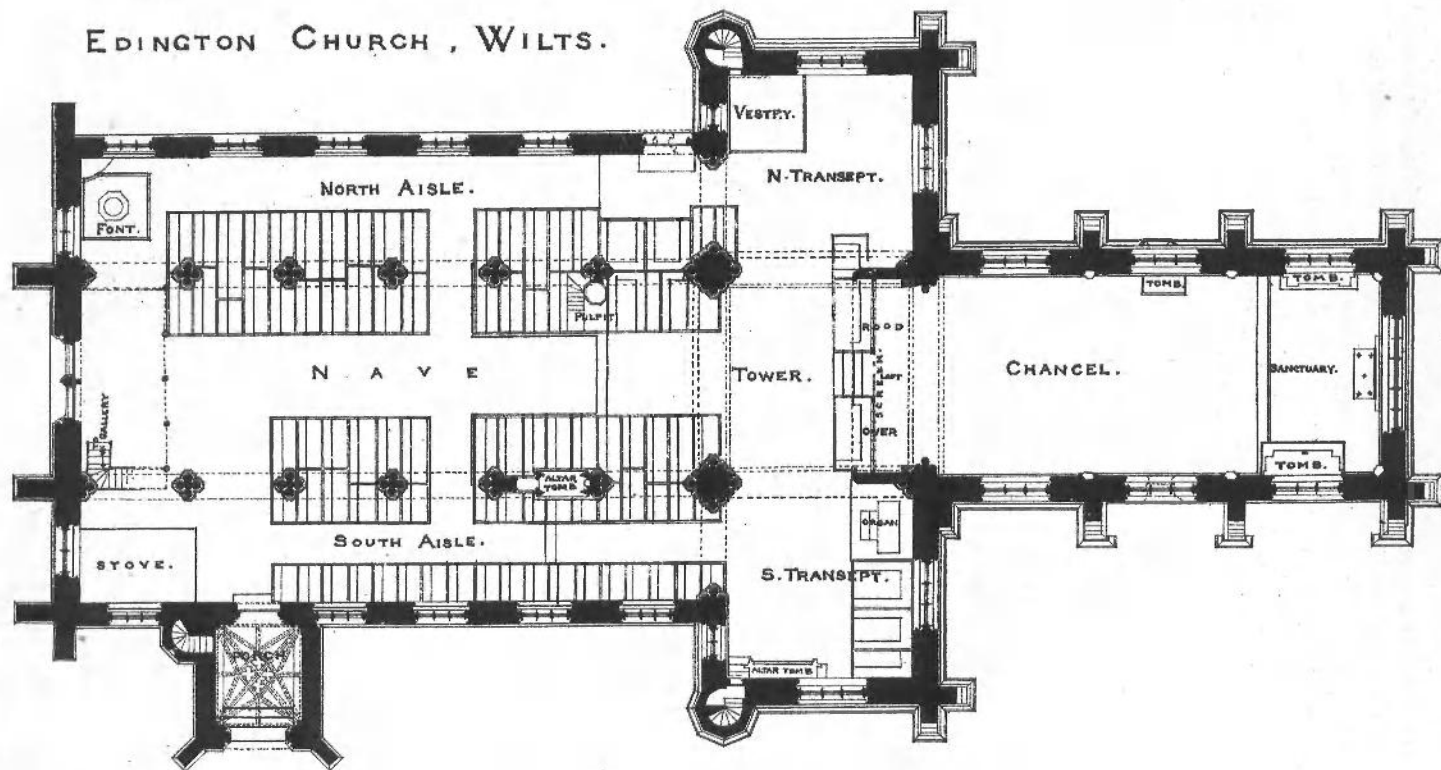 EDINGTON CHURCH, WILTS.
VESTRY.
N. TRANSEPT.
NORTH AISLE.
FONT.
PULPIT
TOMB.
TOMB.
ROOD
LOFT
OVER
SCREEN.
NAVE
TOWER.
CHANCEL.
SANCTUARY.
GALLERY
ALTAR
TOMB
TOMB.
ORGAN
SOUTH AISLE.
STOVE.
S. TRANSEPT.
PORCH
ALTAR TOMB